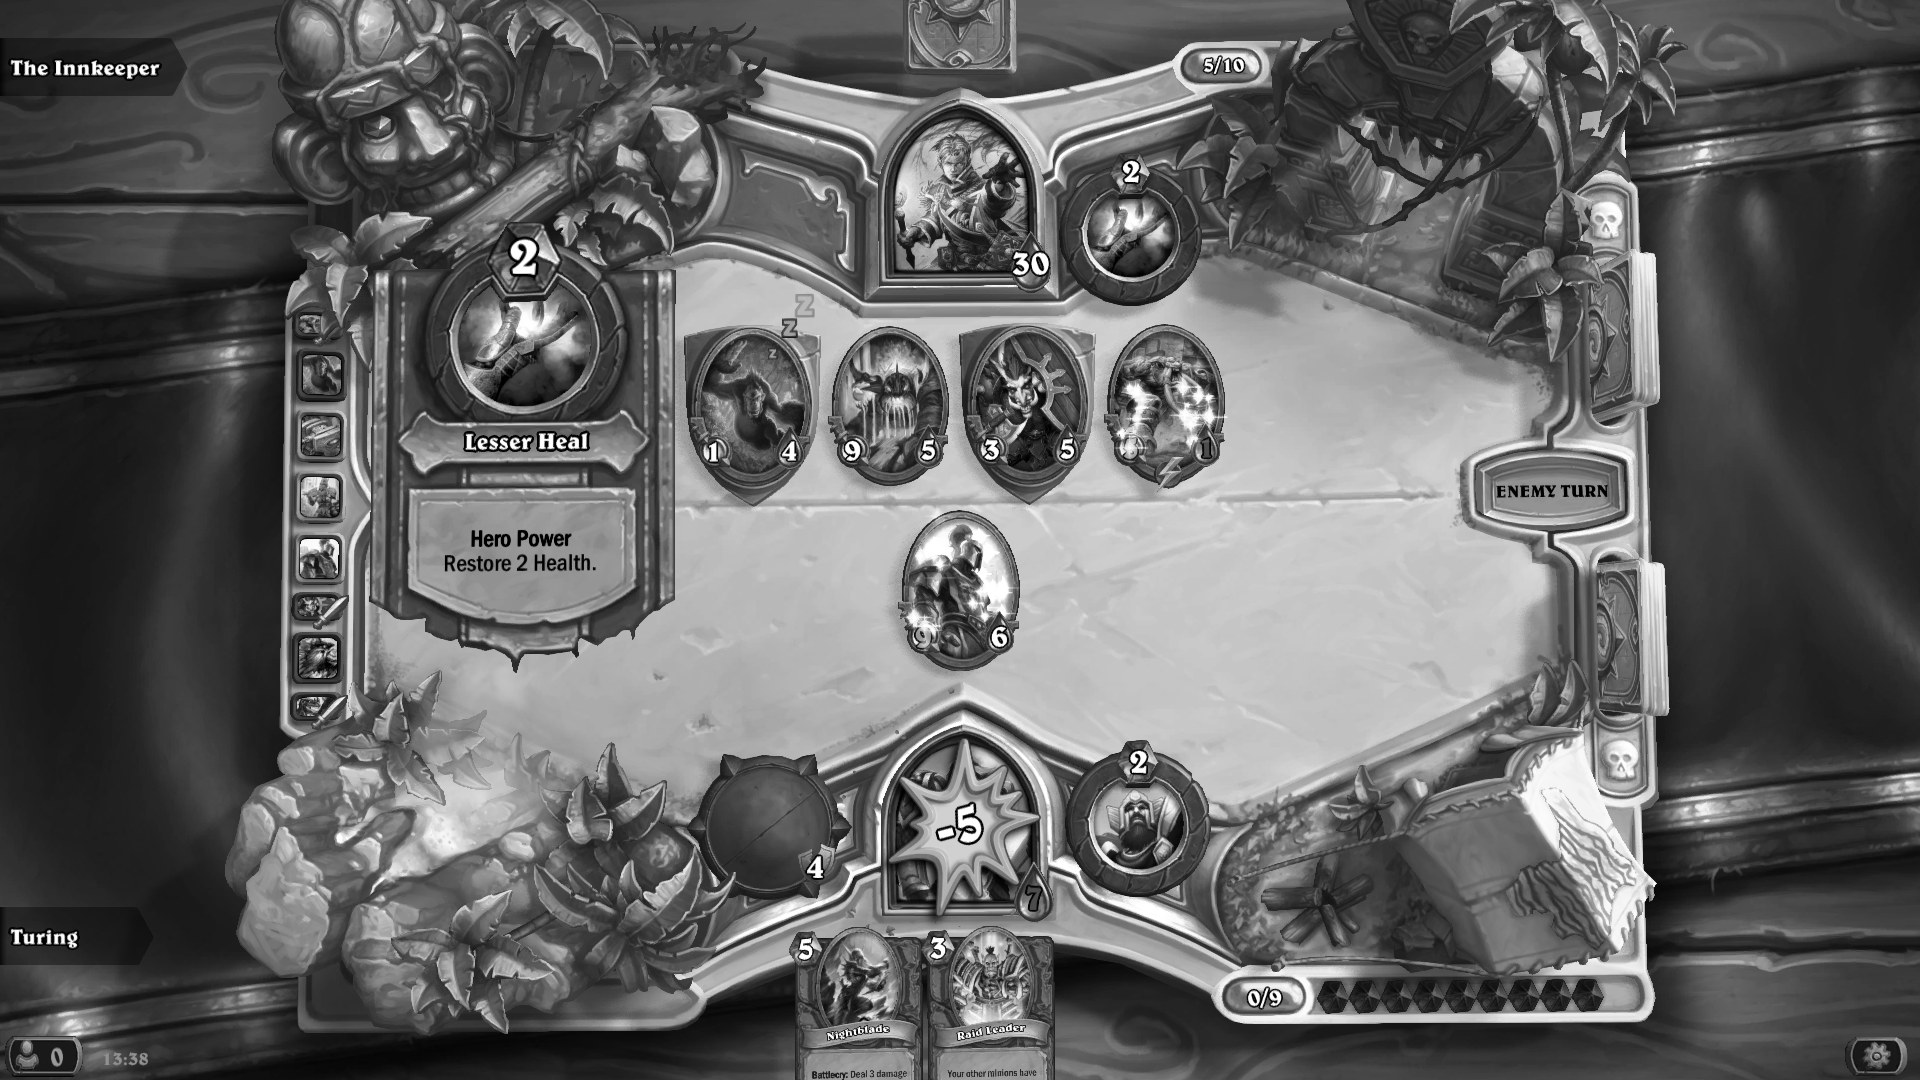 The Innkeeper
5/10
2
30
2
Lesser Heal
Hero Power
Restore 2 Health.
z
z
z
1 4
9 5
3 5
1
ENEMY TURN
9 6
4
-5
7
2
Turing
5
Nightblade
Battlecry: Deal 3 damage
3
Raid Leader
Your other minions have
0/9
0
13:38